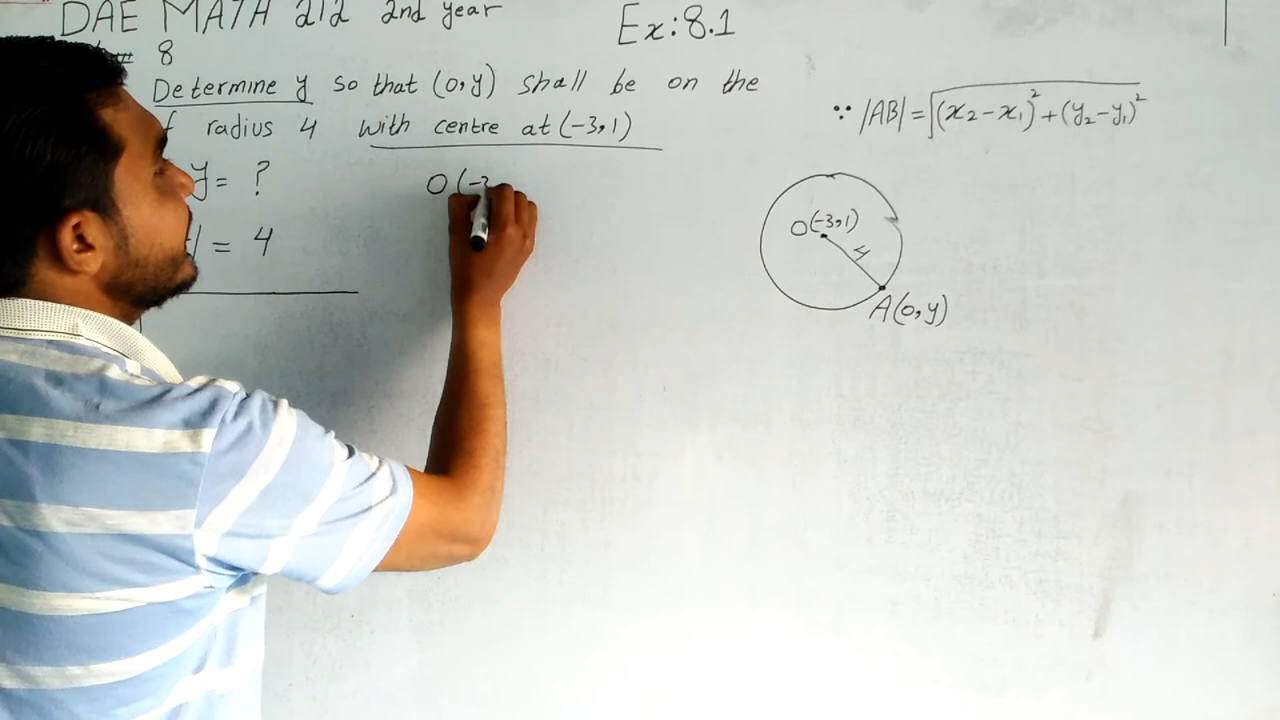 DAE MATH 212 2nd year
Ex: 8.1
8
Determine y so that (0, y) shall be on the
radius 4 with centre at (-3, 1)
y = ?
| = 4
O (-3
∵ |AB| = √(x₂ - x₁)² + (y₂ - y₁)²
O(-3, 1)
4
A(0, y)